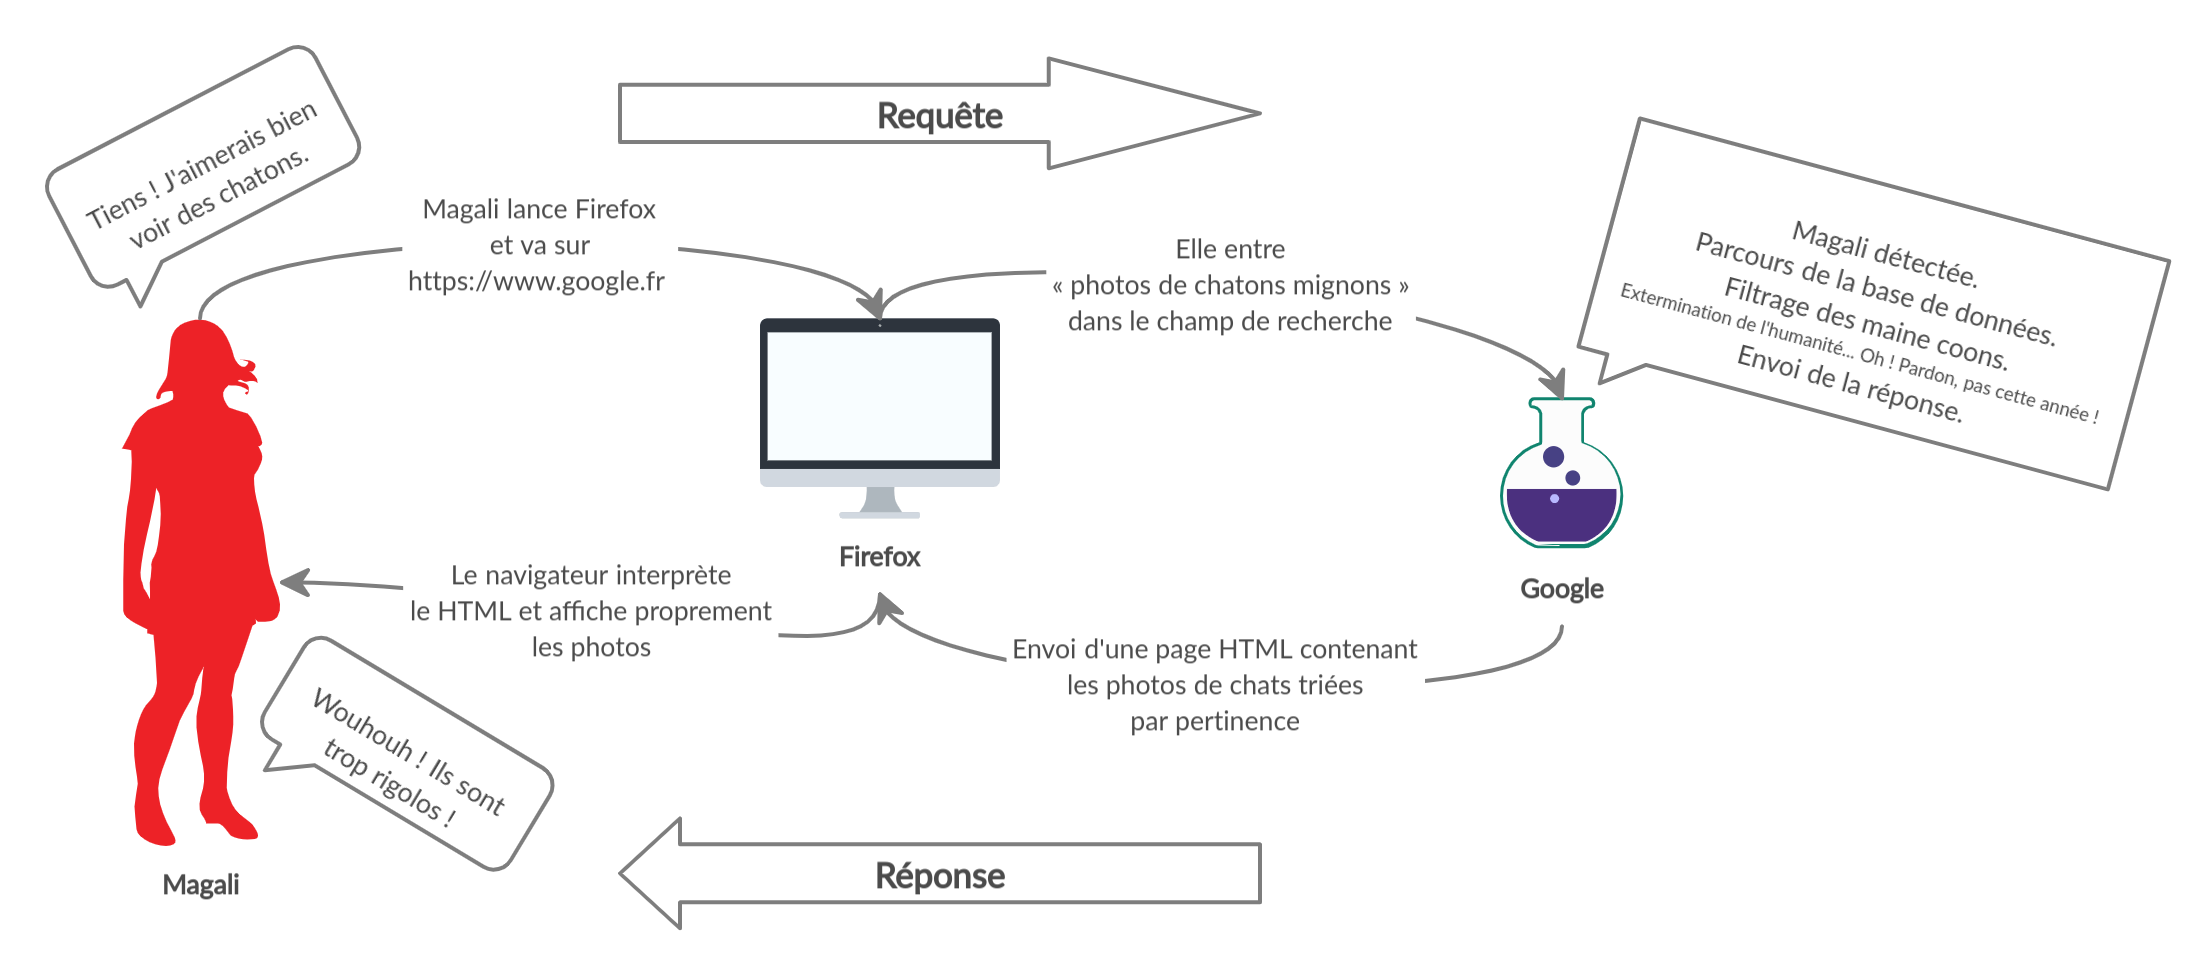 Tiens ! J'aimerais bien
voir des chatons.
Requête
Magali lance Firefox
et va sur
https://www.google.fr
Elle entre
« photos de chatons mignons »
dans le champ de recherche
Magali détectée.
Parcours de la base de données.
Filtrage des maine coons.
Extermination de l'humanité... Oh ! Pardon, pas cette année !
Envoi de la réponse.
Firefox
Google
Le navigateur interprète
le HTML et affiche proprement
les photos
Envoi d'une page HTML contenant
les photos de chats triées
par pertinence
Wouhouh ! Ils sont
trop rigolos !
Magali
Réponse